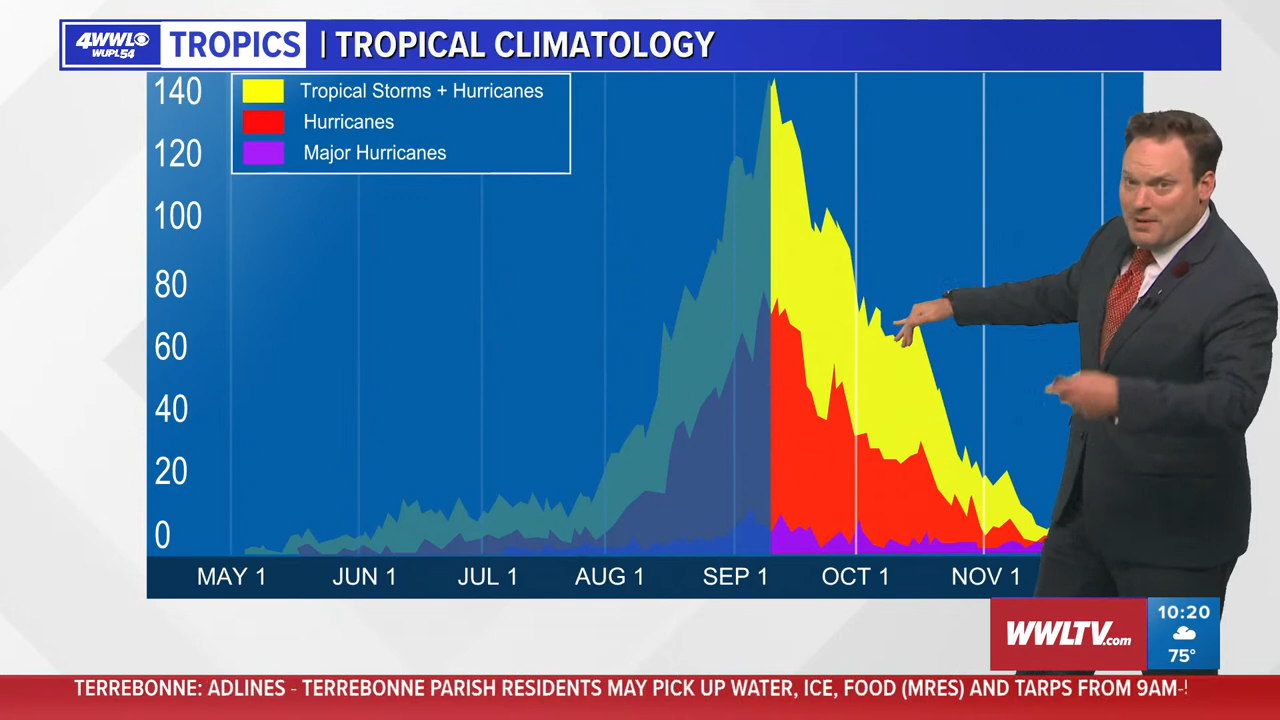 4WWL
WUPL54
TROPICS
| TROPICAL CLIMATOLOGY
140
120
100
80
60
40
20
0
Tropical Storms + Hurricanes
Hurricanes
Major Hurricanes
MAY 1 JUN 1 JUL 1 AUG 1 SEP 1 OCT 1 NOV 1
WWLTV.com
10:20
75°
TERREBONNE: ADLINES - TERREBONNE PARISH RESIDENTS MAY PICK UP WATER, ICE, FOOD (MRES) AND TARPS FROM 9AM-